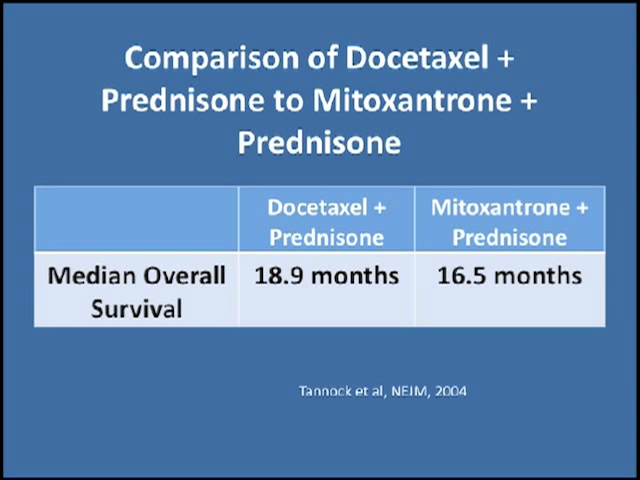 Comparison of Docetaxel +
Prednisone to Mitoxantrone +
Prednisone
Docetaxel + Prednisone
Mitoxantrone + Prednisone
Median Overall Survival
18.9 months
16.5 months
Tannock et al, NEJM, 2004